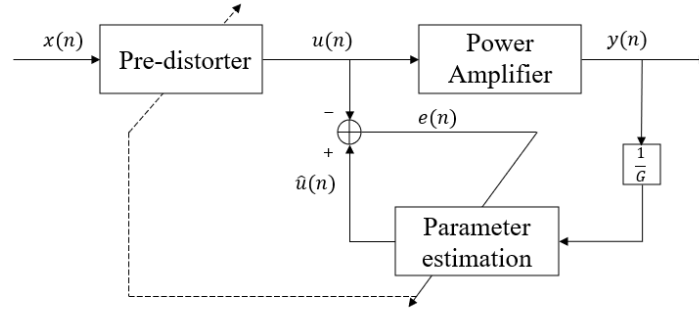 x(n)
Pre-distorter
u(n)
Power
Amplifier
y(n)
−
e(n)
+
û(n)
1
G
Parameter
estimation